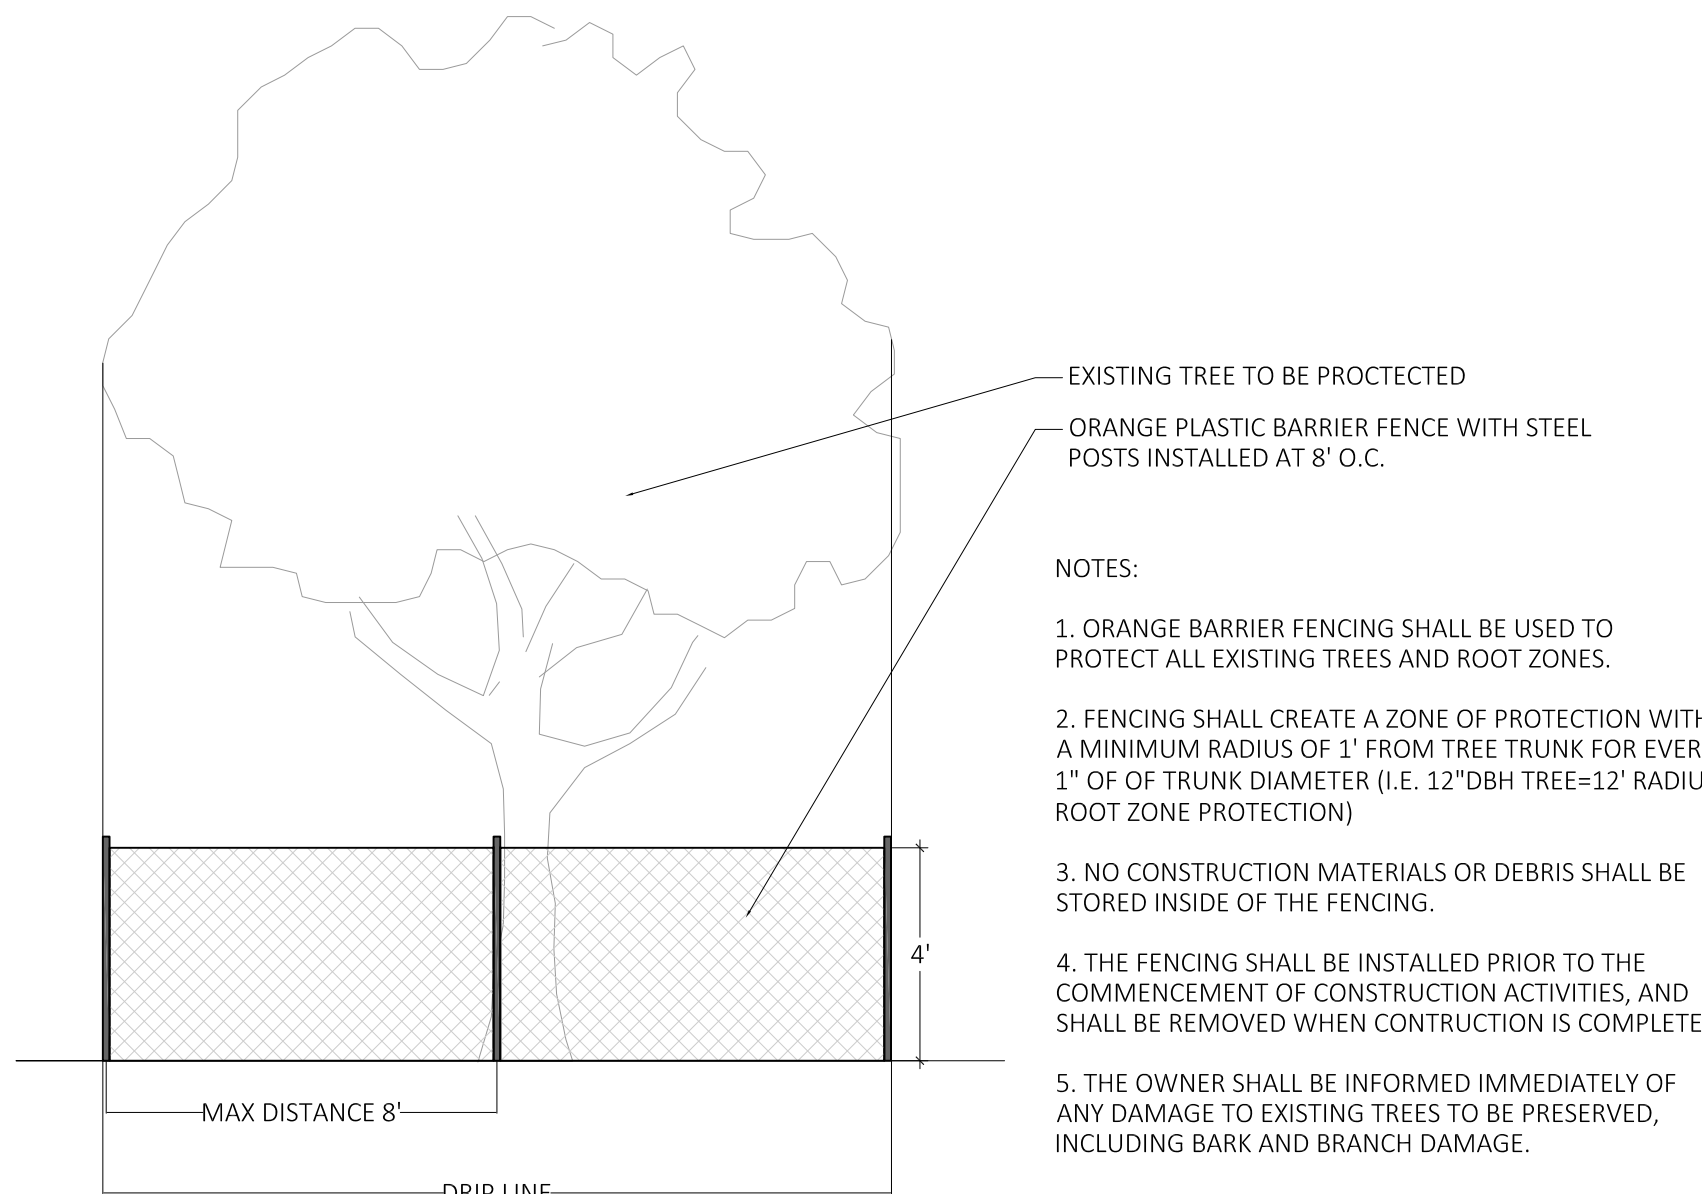 EXISTING TREE TO BE PROCTECTED
ORANGE PLASTIC BARRIER FENCE WITH STEEL
POSTS INSTALLED AT 8' O.C.
NOTES:
1. ORANGE BARRIER FENCING SHALL BE USED TO
PROTECT ALL EXISTING TREES AND ROOT ZONES.
2. FENCING SHALL CREATE A ZONE OF PROTECTION WITH
A MINIMUM RADIUS OF 1' FROM TREE TRUNK FOR EVER
1" OF OF TRUNK DIAMETER (I.E. 12"DBH TREE=12' RADIU
ROOT ZONE PROTECTION)
3. NO CONSTRUCTION MATERIALS OR DEBRIS SHALL BE
STORED INSIDE OF THE FENCING.
4'
4. THE FENCING SHALL BE INSTALLED PRIOR TO THE
COMMENCEMENT OF CONSTRUCTION ACTIVITIES, AND
SHALL BE REMOVED WHEN CONTRUCTION IS COMPLETE
5. THE OWNER SHALL BE INFORMED IMMEDIATELY OF
ANY DAMAGE TO EXISTING TREES TO BE PRESERVED,
INCLUDING BARK AND BRANCH DAMAGE.
MAX DISTANCE 8'
DRIP LINE